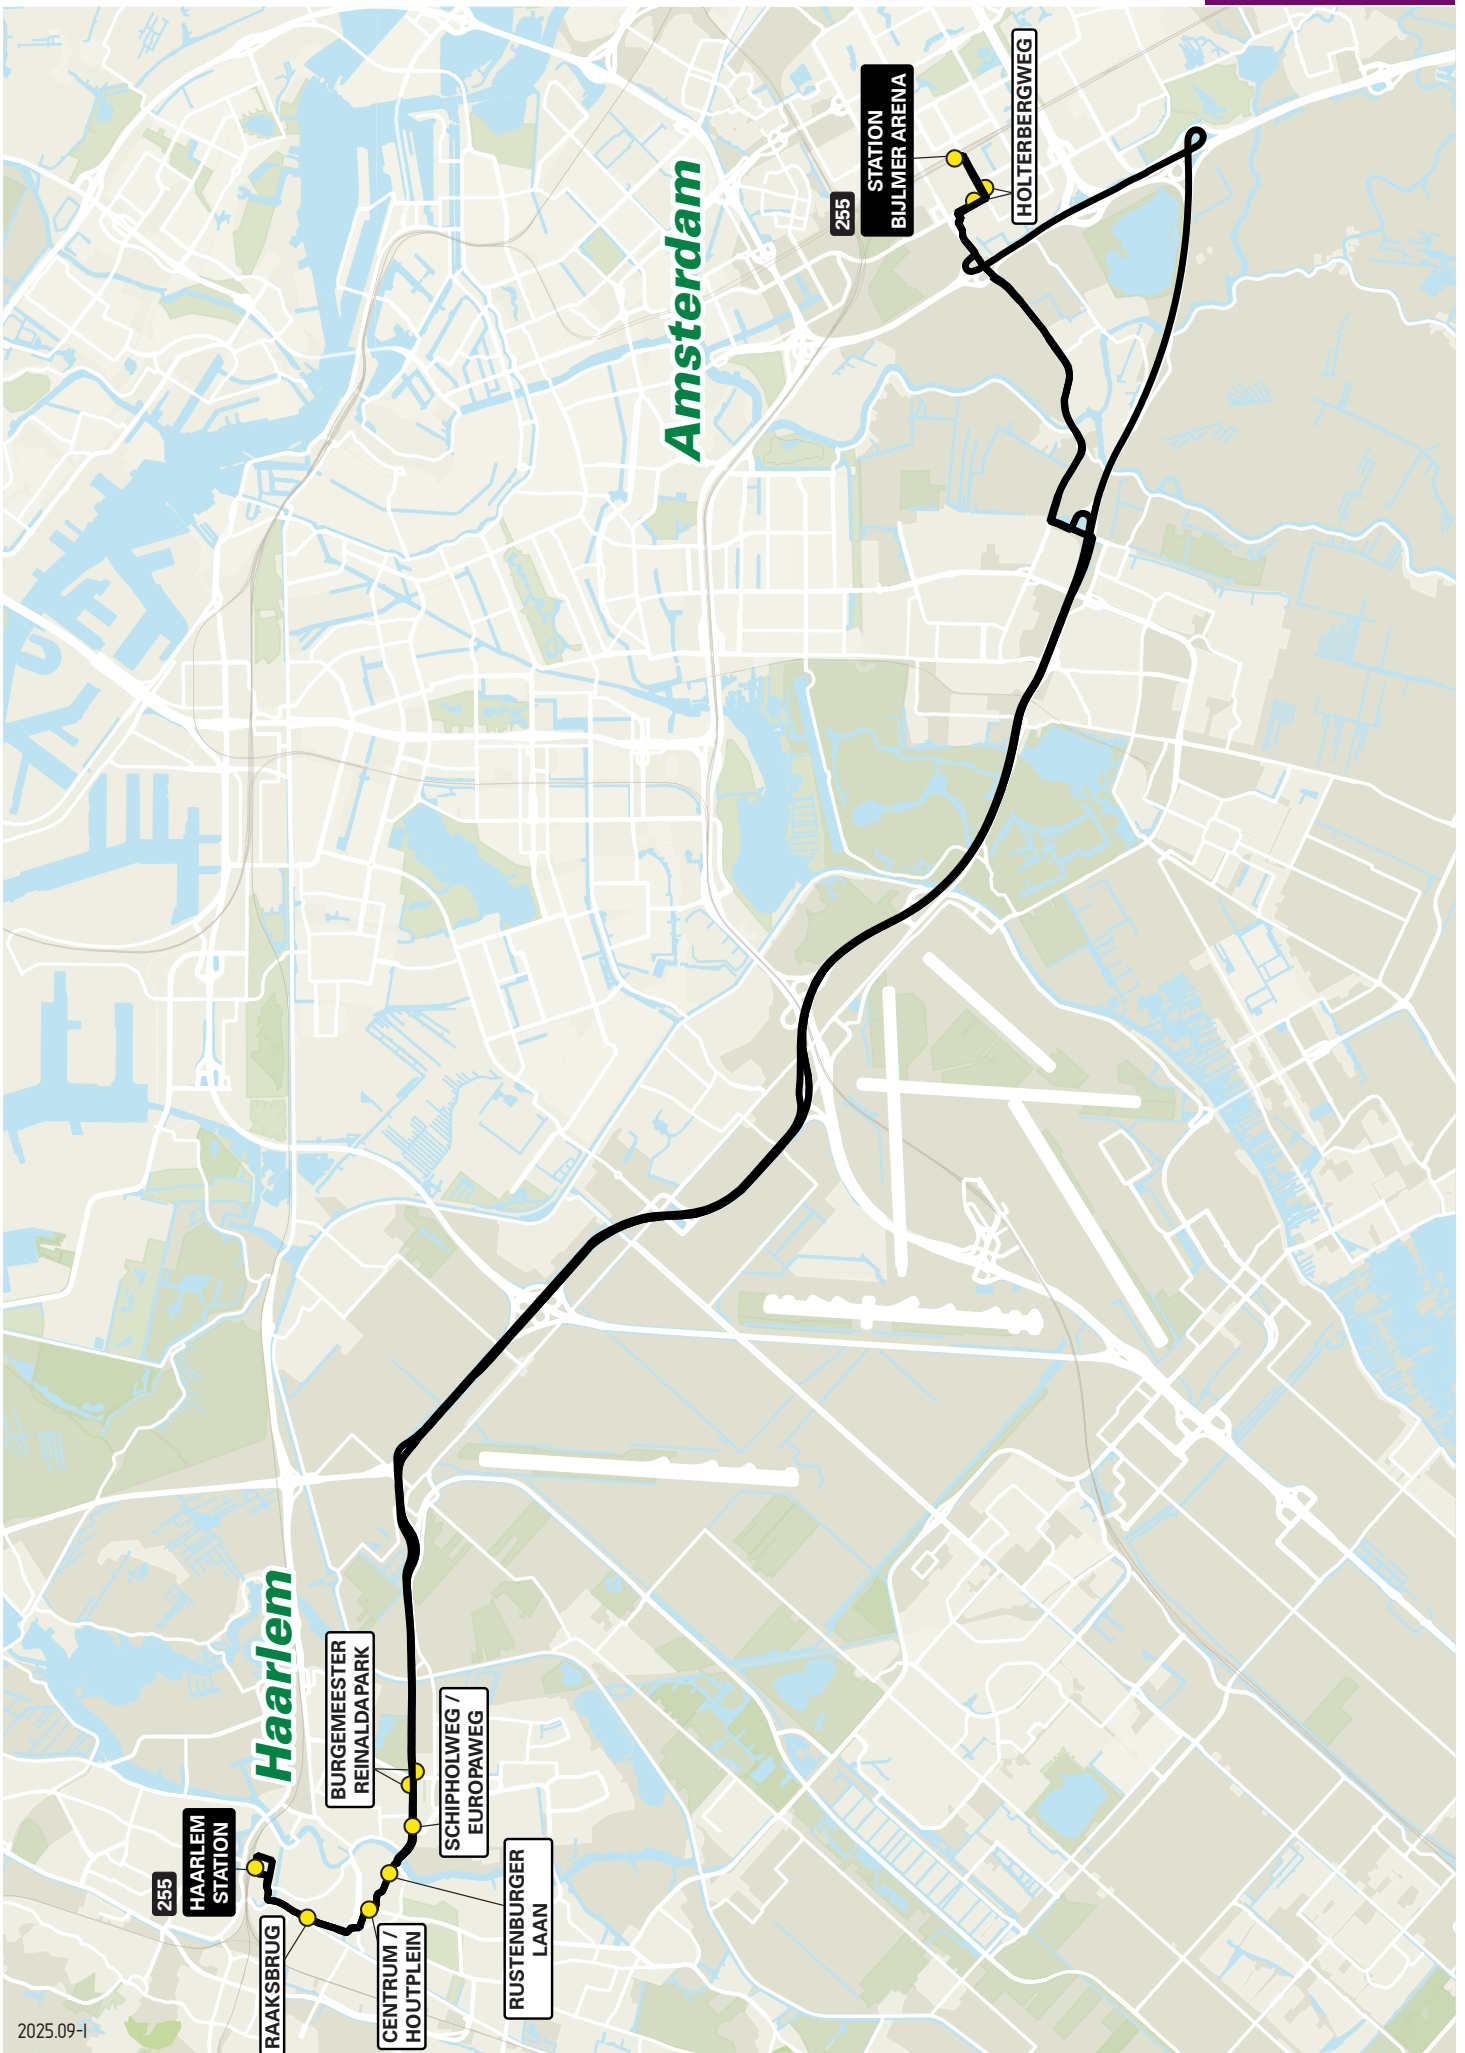 255
HAARLEM
STATION
RAAKSBRUG
CENTRUM /
HOUTPLEIN
RUSTENBURGER
LAAN
SCHIPHOLWEG /
EUROPAWEG
BURGEMEESTER
REINALDAPARK
Haarlem
Amsterdam
255
STATION
BIJLMER ARENA
HOLTERBERGWEG
2025.09-I